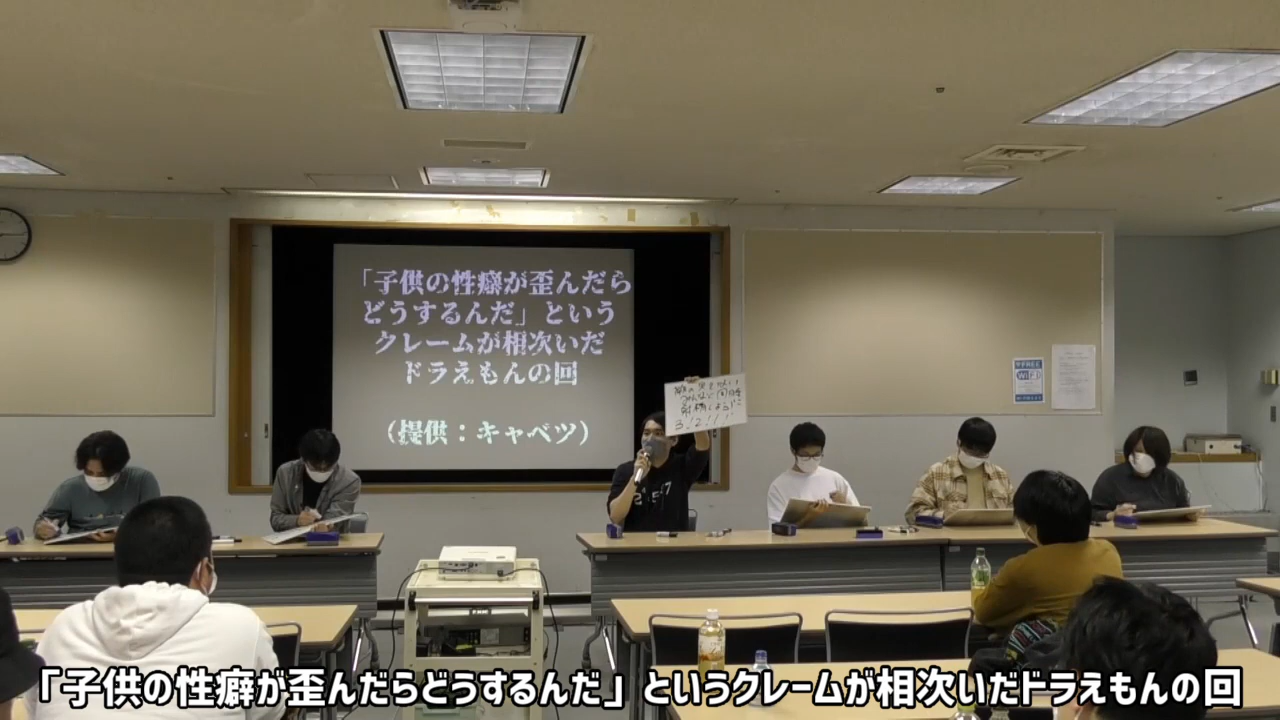 「子供の性癖が歪んだら
どうするんだ」という
クレームが相次いだ
ドラえもんの回
（提供：キャベツ）
3！2！1！
WiFi
「子供の性癖が歪んだらどうするんだ」というクレームが相次いだドラえもんの回